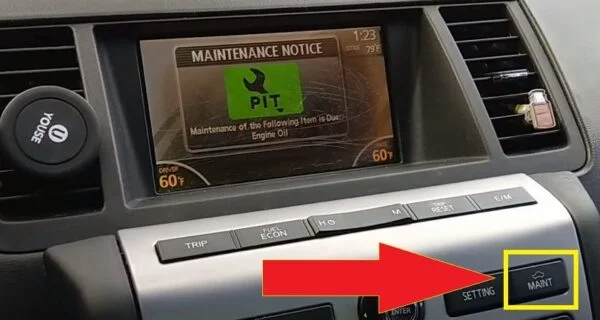 MAINTENANCE NOTICE
1:23
79°F
PIT
Maintenance of the Following Item is Due:
Engine Oil
DRIVER
60°F
60°F
YOUSE
TRIP
FUEL
ECON
H
M
TRIP
RESET
E/M
SETTING
MAINT
ENTER